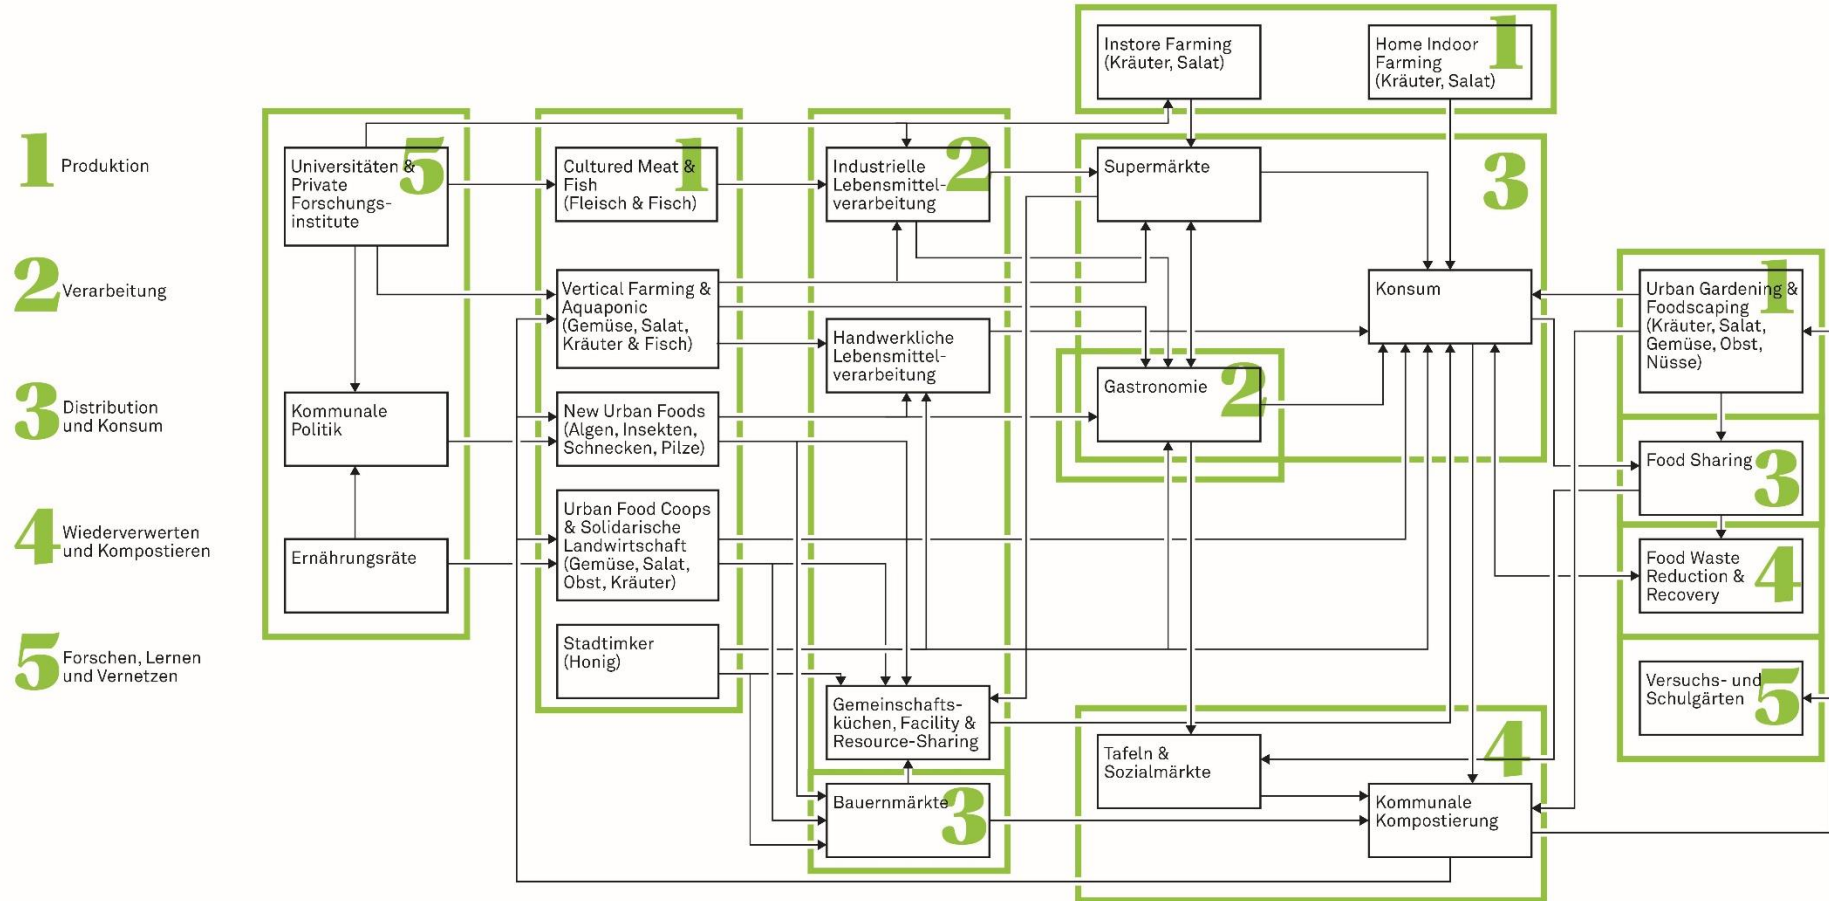 1
Produktion
2
Verarbeitung
3
Distribution
und Konsum
4
Wiederverwerten
und Kompostieren
5
Forschen, Lernen
und Vernetzen
5
Universitäten &
Private
Forschungs-
institute
Kommunale
Politik
Ernährungsräte
1
Cultured Meat &
Fish
(Fleisch & Fisch)
Vertical Farming &
Aquaponic
(Gemüse, Salat,
Kräuter & Fisch)
New Urban Foods
(Algen, Insekten,
Schnecken, Pilze)
Urban Food Coops
& Solidarische
Landwirtschaft
(Gemüse, Salat,
Obst, Kräuter)
Stadtimker
(Honig)
2
Industrielle
Lebensmittel-
verarbeitung
Handwerkliche
Lebensmittel-
verarbeitung
Gemeinschafts-
küchen, Facility &
Resource-Sharing
3
Bauernmärkte
1
Instore Farming
(Kräuter, Salat)
Home Indoor
Farming
(Kräuter, Salat)
3
Supermärkte
Konsum
2
Gastronomie
4
Tafeln &
Sozialmärkte
Kommunale
Kompostierung
1
Urban Gardening &
Foodscaping
(Kräuter, Salat,
Gemüse, Obst,
Nüsse)
3
Food Sharing
4
Food Waste
Reduction &
Recovery
5
Versuchs- und
Schulgärten